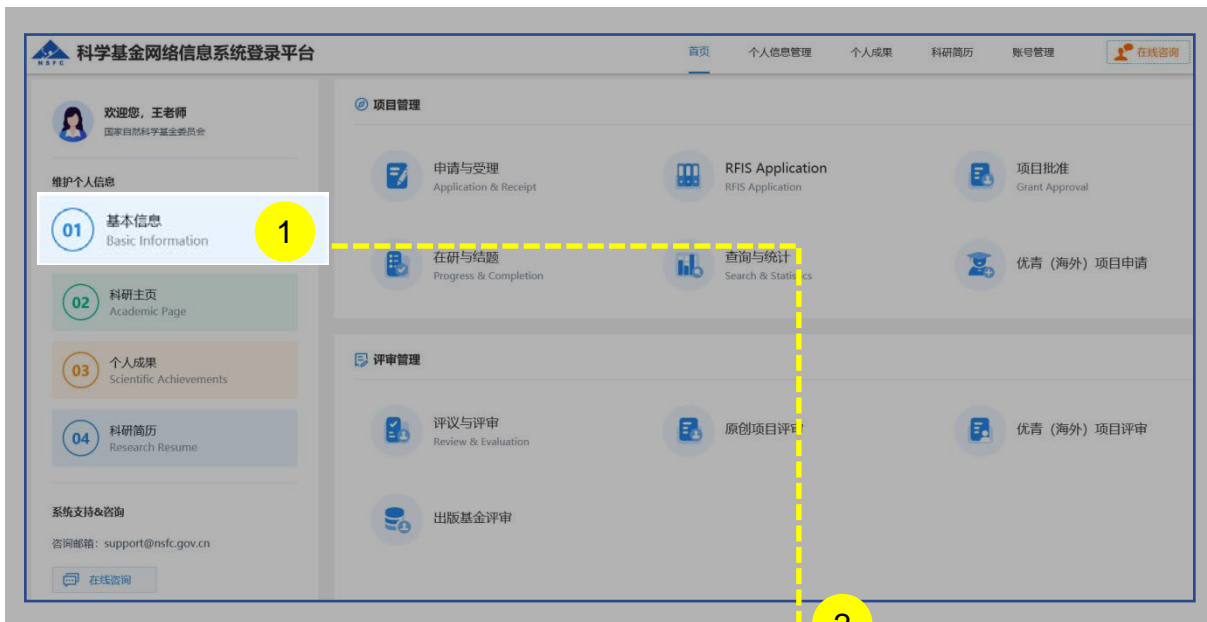 NSFC
科学基金网络信息系统登录平台
首页 个人信息管理 个人成果 科研简历 账号管理 在线咨询
欢迎您，王老师
国家自然科学基金委员会
维护个人信息
01
基本信息
Basic Information
1
02
科研主页
Academic Page
03
个人成果
Scientific Achievements
04
科研简历
Research Resume
系统支持&咨询
咨询邮箱：support@nsfc.gov.cn
在线咨询
项目管理
申请与受理
Application & Receipt
RFIS Application
RFIS Application
项目批准
Grant Approval
在研与结题
Progress & Completion
查询与统计
Search & Statistics
优青（海外）项目申请
评审管理
评议与评审
Review & Evaluation
原创项目评审
优青（海外）项目评审
出版基金评审